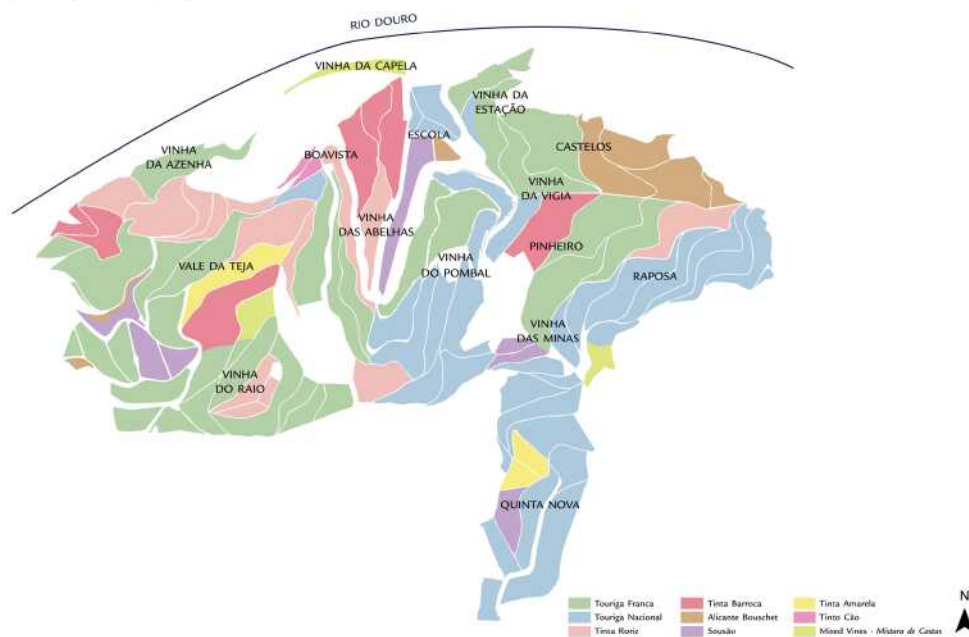 RIO DOURO
VINHA DA CAPELA
VINHA DA
ESTAÇÃO
ESCOLA
CASTELOS
BOAVISTA
VINHA
DA AZENHA
VINHA
DA VIGIA
VINHA
DAS ABELHAS
PINHEIRO
VINHA
DO POMBAL
VALE DA TEJA
RAPOSA
VINHA
DAS MINAS
VINHA
DO RAIO
QUINTA NOVA
Touriga Franca
Touriga Nacional
Tinta Roriz
Tinta Barroca
Alicante Bouschet
Sousão
Tinta Amarela
Tinto Cão
Mixed Vines - Mistura de Castas
N